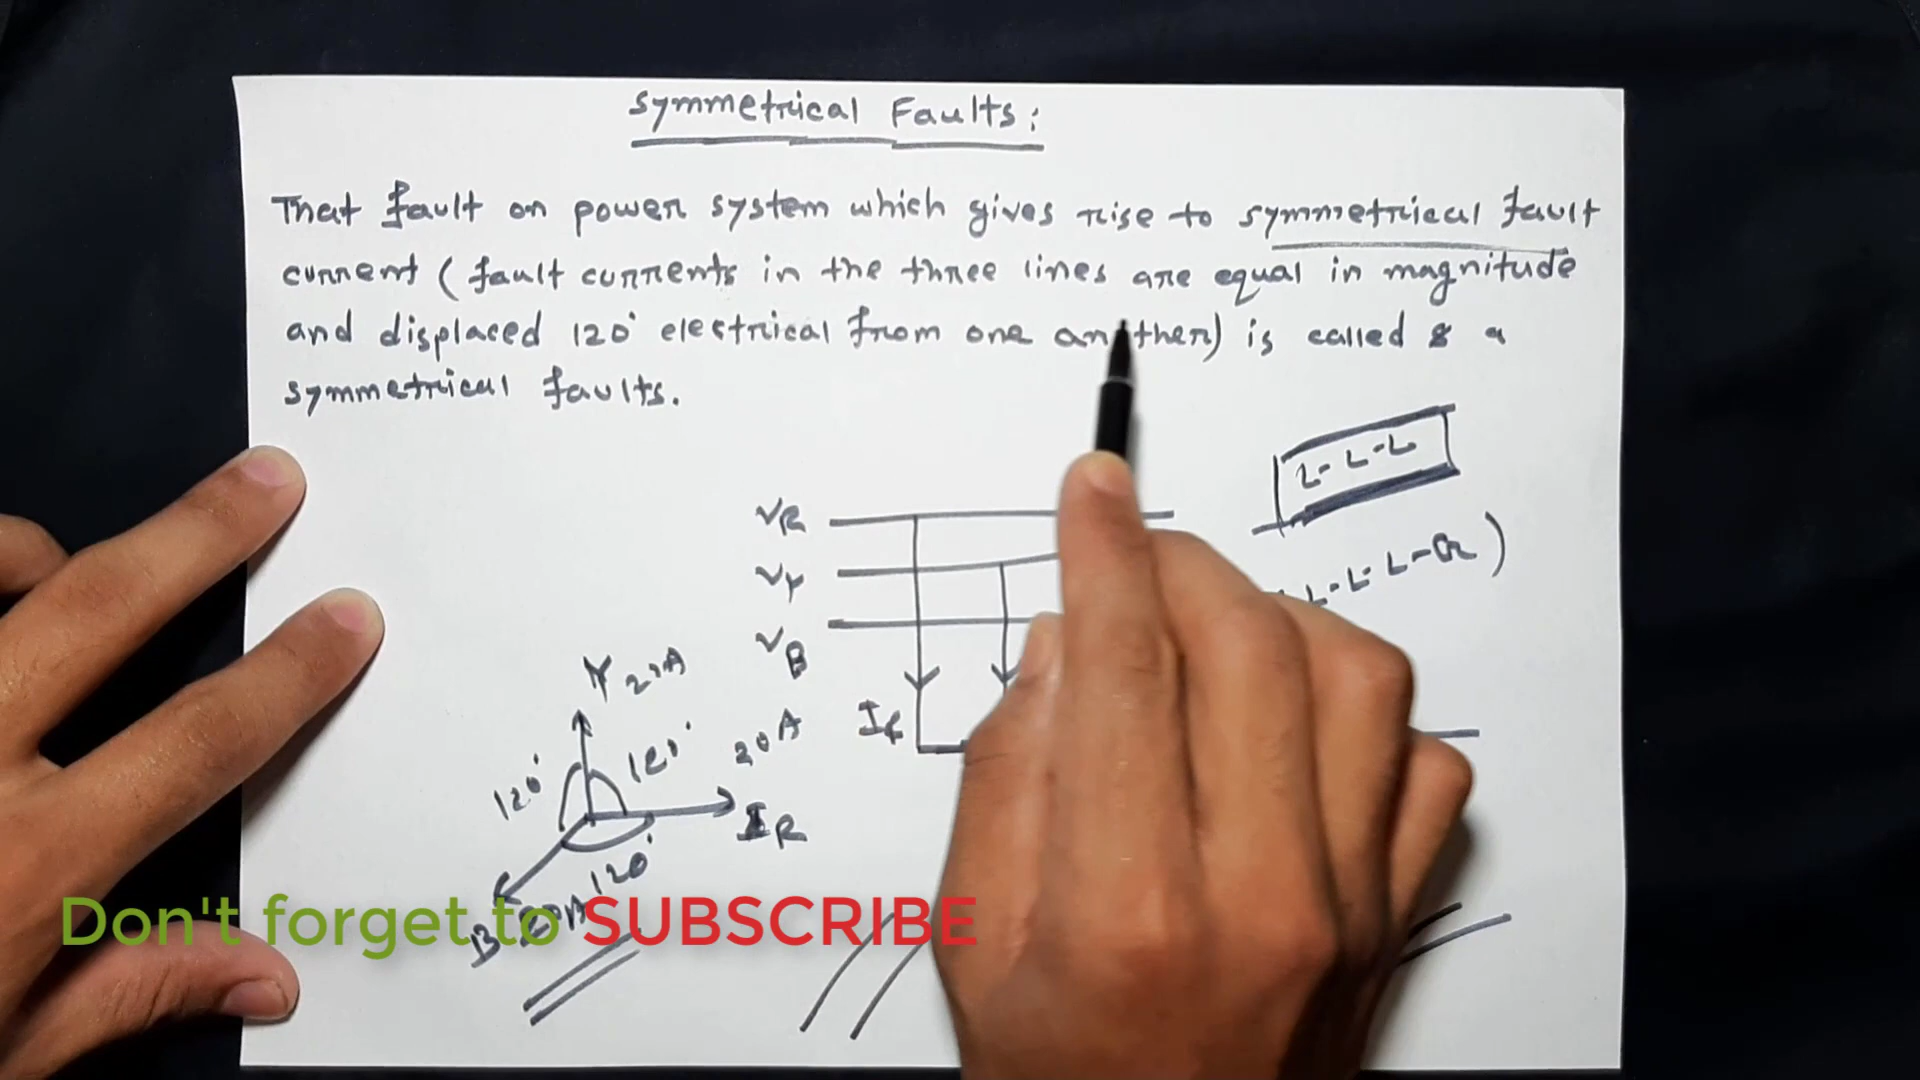 Symmetrical Faults:
That fault on power system which gives rise to symmetrical fault
current (fault currents in the three lines are equal in magnitude
and displaced 120° electrical from one another) is called a
symmetrical faults.
L-L-L
L-L-L-G)
VR
VY
VB
If
Y 20A
120°
120°
20A
IR
120°
B 20A
Don't forget to SUBSCRIBE